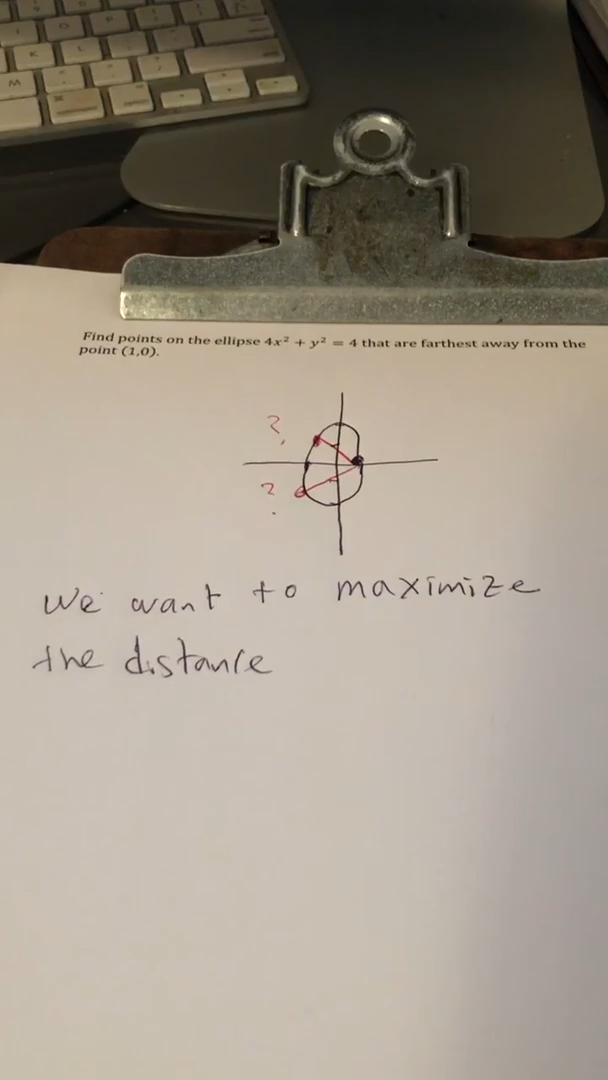 9
I
O
P
K
L
M
⌘
Find points on the ellipse 4x² + y² = 4 that are farthest away from the
point (1,0).
?
?
We want to maximize
the distance